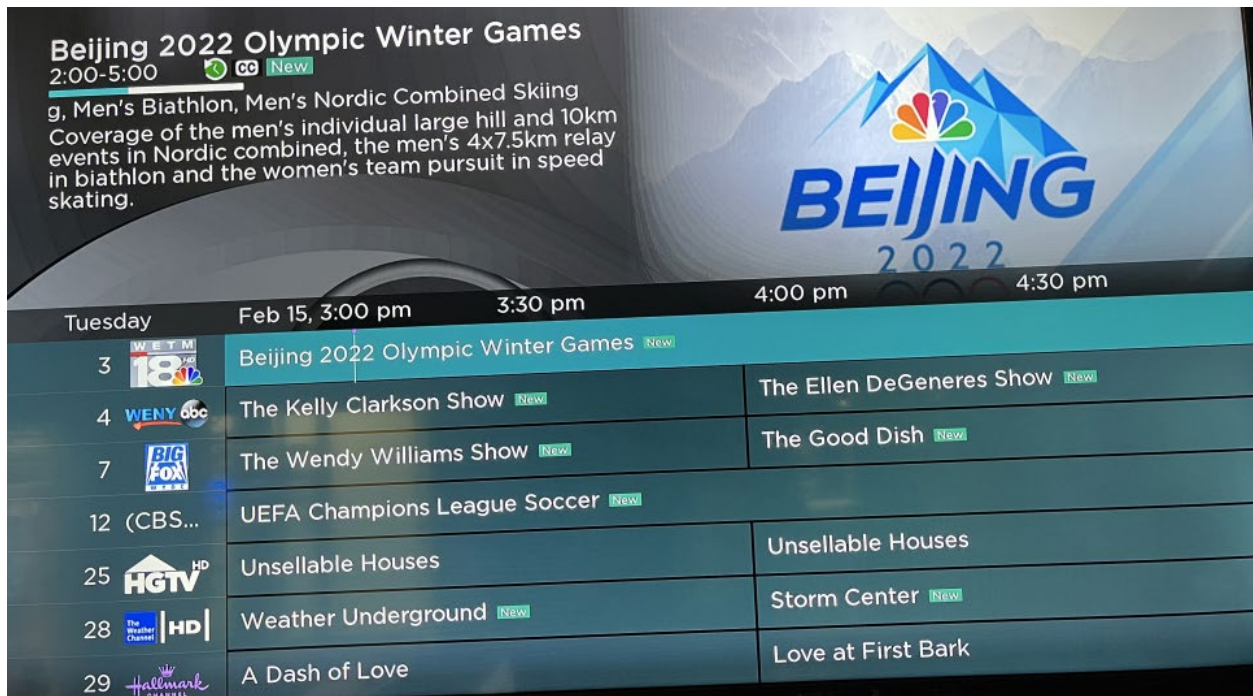 Beijing 2022 Olympic Winter Games
2:00-5:00 CC New
g, Men's Biathlon, Men's Nordic Combined Skiing
Coverage of the men's individual large hill and 10km
events in Nordic combined, the men's 4x7.5km relay
in biathlon and the women's team pursuit in speed
skating.
BEIJING
2022
Tuesday Feb 15, 3:00 pm 3:30 pm 4:00 pm 4:30 pm
3 WETM 18 HD Beijing 2022 Olympic Winter Games New
4 WENY abc The Kelly Clarkson Show New The Ellen DeGeneres Show New
7 BIG FOX The Wendy Williams Show New The Good Dish New
12 (CBS... UEFA Champions League Soccer New
25 HGTV HD Unsellable Houses Unsellable Houses
28 The Weather Channel HD Weather Underground New Storm Center New
29 Hallmark CHANNEL A Dash of Love Love at First Bark